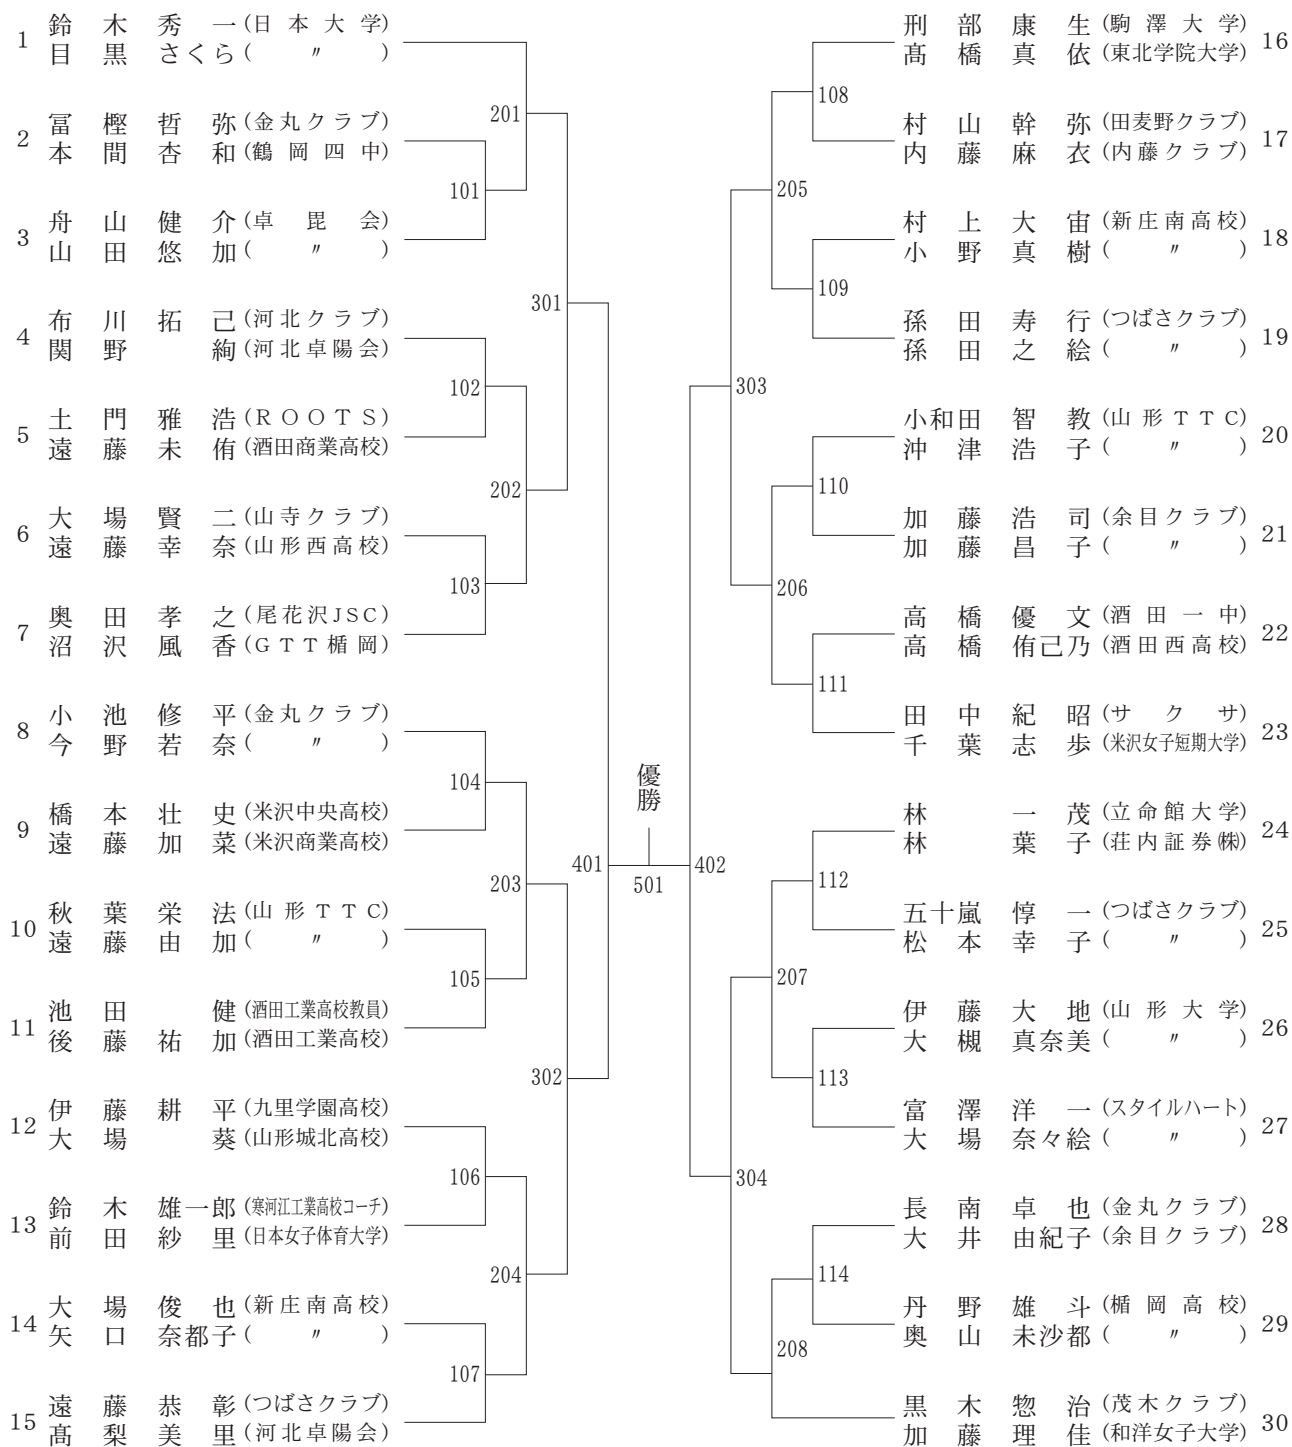 1 鈴木秀一(日本大学)
目黒さくら(〃)
2 冨樫哲弥(金丸クラブ)
本間杏和(鶴岡四中)
3 舟山健介(卓毘会)
山田悠加(〃)
4 布川拓己(河北クラブ)
関野絢(河北卓陽会)
5 土門雅浩(ROOTS)
遠藤未侑(酒田商業高校)
6 大場賢二(山寺クラブ)
遠藤幸奈(山形西高校)
7 奥田孝之(尾花沢JSC)
沼沢風香(GTT楯岡)
8 小池修平(金丸クラブ)
今野若奈(〃)
9 橋本壮史(米沢中央高校)
遠藤加菜(米沢商業高校)
10 秋葉栄法(山形TTC)
遠藤由加(〃)
11 池田健(酒田工業高校教員)
後藤祐加(酒田工業高校)
12 伊藤耕平(九里学園高校)
大場葵(山形城北高校)
13 鈴木雄一郎(寒河江工業高校コーチ)
前田紗里(日本女子体育大学)
14 大場俊也(新庄南高校)
矢口奈都子(〃)
15 遠藤恭彰(つばさクラブ)
髙梨美里(河北卓陽会)
101
102
103
104
105
106
107
201
202
203
204
301
302
401
優勝
501
402
303
304
205
206
207
208
108
109
110
111
112
113
114
刑部康生(駒澤大学) 16
髙橋真依(東北学院大学)
村山幹弥(田麦野クラブ) 17
内藤麻衣(内藤クラブ)
村上大宙(新庄南高校) 18
小野真樹(〃)
孫田寿行(つばさクラブ) 19
孫田之絵(〃)
小和田智教(山形TTC) 20
沖津浩子(〃)
加藤浩司(余目クラブ) 21
加藤昌子(〃)
高橋優文(酒田一中) 22
高橋侑己乃(酒田西高校)
田中紀昭(サクサ) 23
千葉志歩(米沢女子短期大学)
林一茂(立命館大学) 24
林葉子(荘内証券㈱)
五十嵐惇一(つばさクラブ) 25
松本幸子(〃)
伊藤大地(山形大学) 26
大槻真奈美(〃)
富澤洋一(スタイルハート) 27
大場奈々絵(〃)
長南卓也(金丸クラブ) 28
大井由紀子(余目クラブ)
丹野雄斗(楯岡高校) 29
奥山未沙都(〃)
黒木惣治(茂木クラブ) 30
加藤理佳(和洋女子大学)